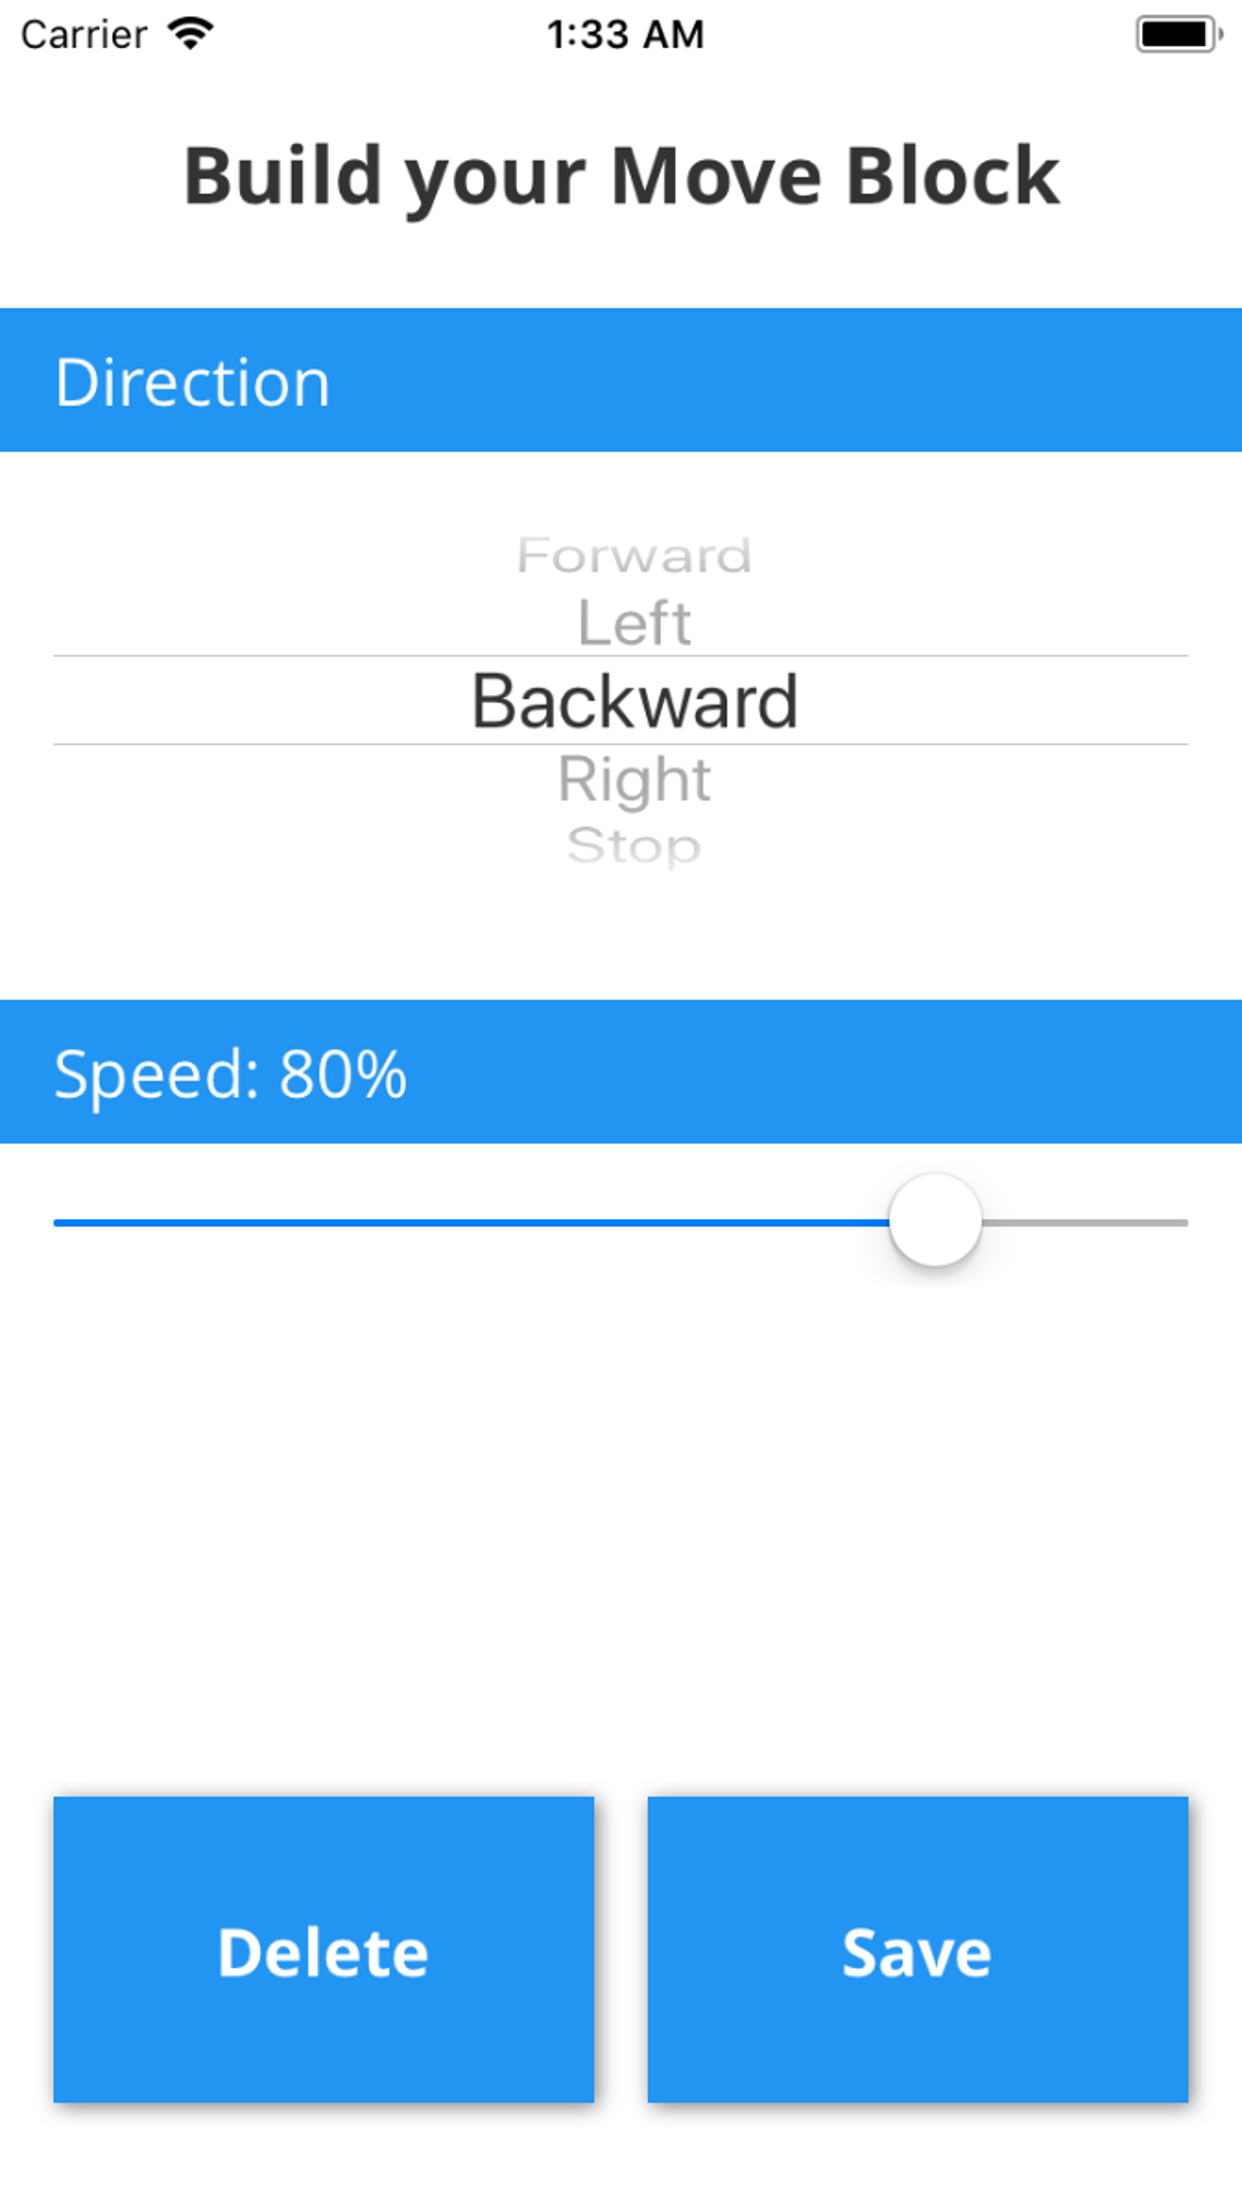 Carrier 1:33 AM
Build your Move Block
Direction
Forward
Left
Backward
Right
Stop
Speed: 80%
Delete Save